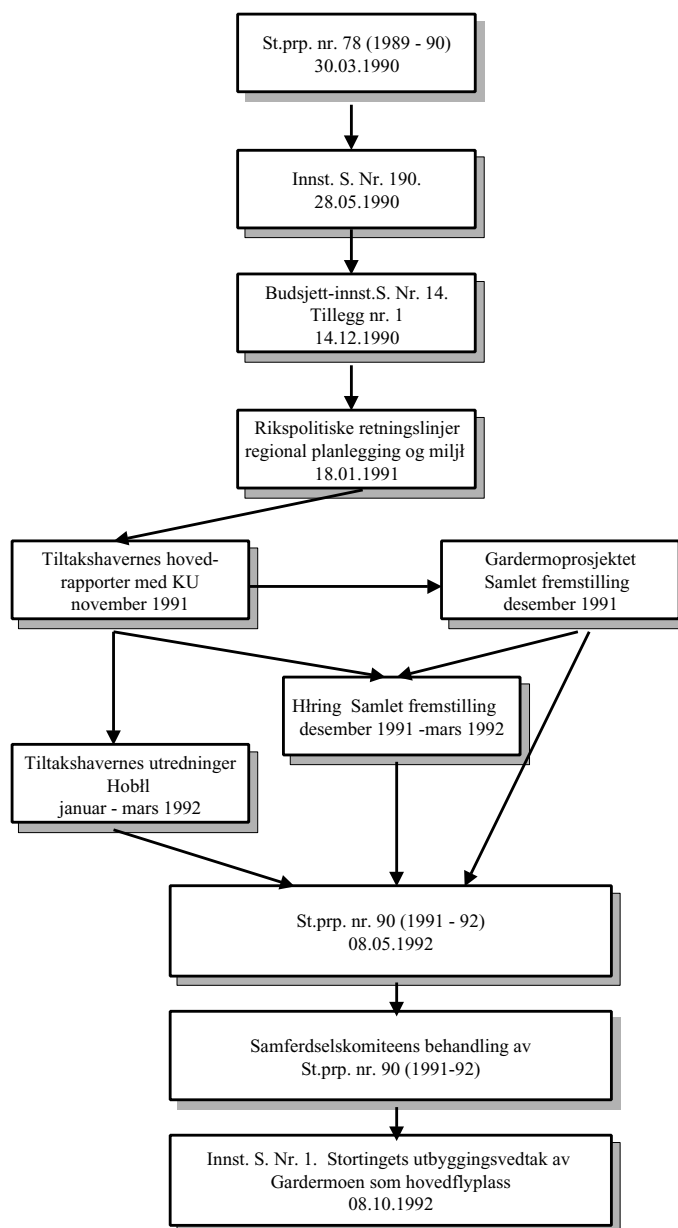 St.prp. nr. 78 (1989 - 90)
30.03.1990
Innst. S. Nr. 190.
28.05.1990
Budsjett-innst.S. Nr. 14.
Tillegg nr. 1
14.12.1990
Rikspolitiske retningslinjer
regional planlegging og miljł
18.01.1991
Tiltakshavernes hoved-
rapporter med KU
november 1991
Gardermoprosjektet
Samlet fremstilling
desember 1991
Hłring Samlet fremstilling
desember 1991 -mars 1992
Tiltakshavernes utredninger
Hobłl
januar - mars 1992
St.prp. nr. 90 (1991 - 92)
08.05.1992
Samferdselskomiteens behandling av
St.prp. nr. 90 (1991-92)
Innst. S. Nr. 1. Stortingets utbyggingsvedtak av
Gardermoen som hovedflyplass
08.10.1992